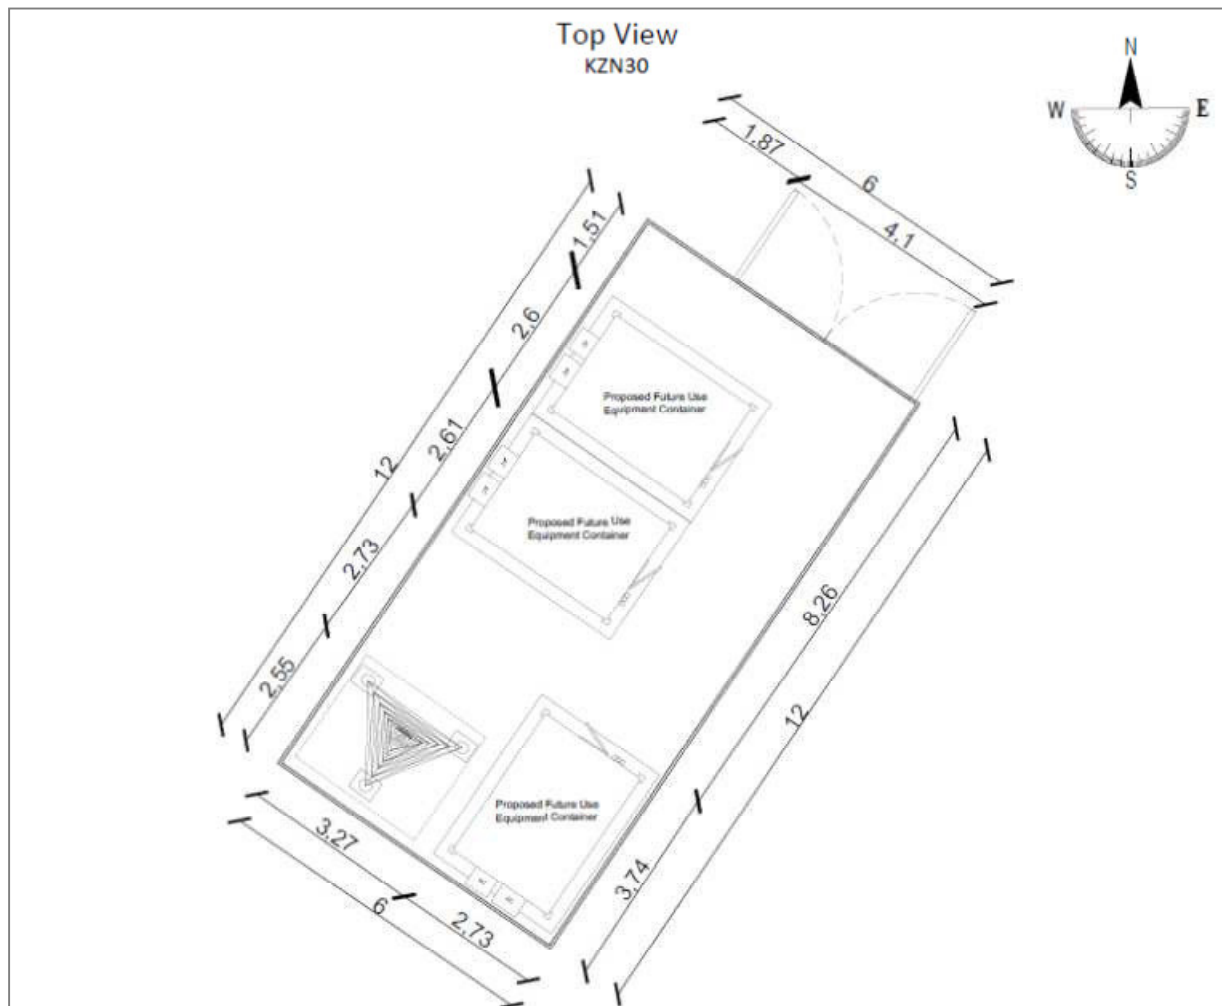 Top View
KZN30
N
W E
S
1,87
6
4,1
1,51
2,6
2,61
12
2,73
2,55
Proposed Future Use
Equipment Container
Proposed Future Use
Equipment Container
8,26
12
Proposed Future Use
Equipment Container
3,27
6
2,73
3,74